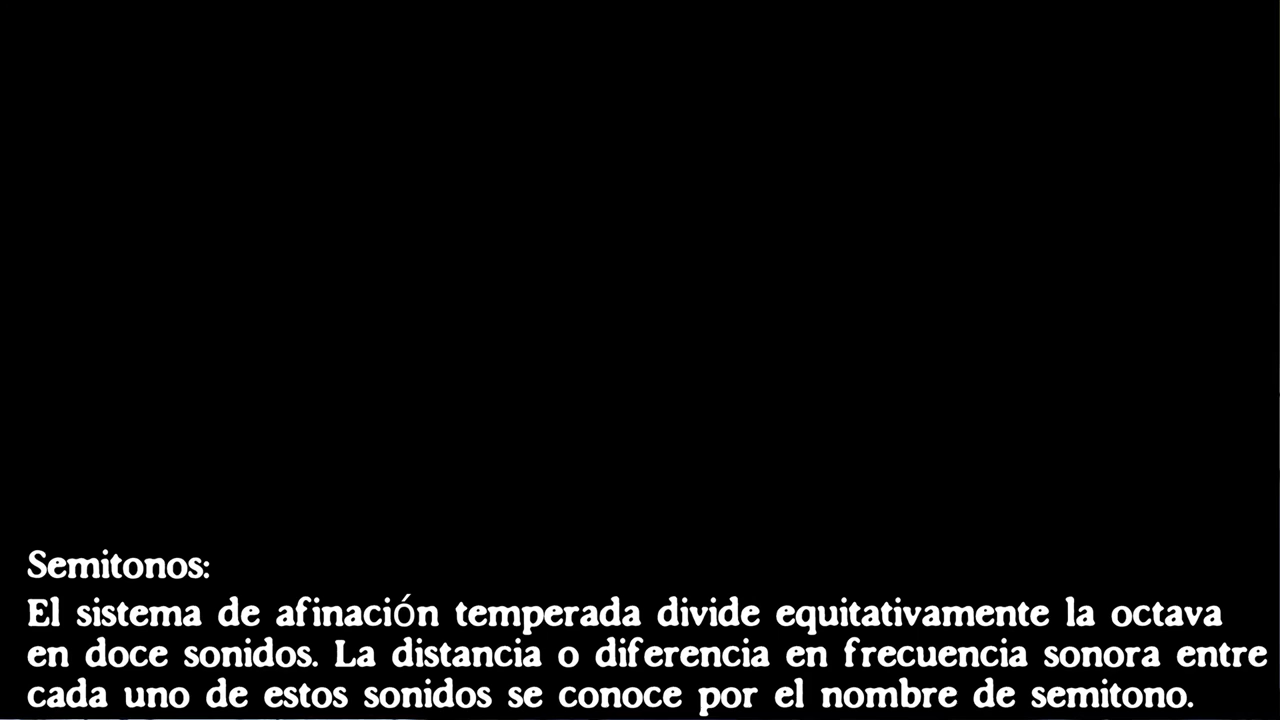 Semitonos:
El sistema de afinación temperada divide equitativamente la octava
en doce sonidos. La distancia o diferencia en frecuencia sonora entre
cada uno de estos sonidos se conoce por el nombre de semitono.